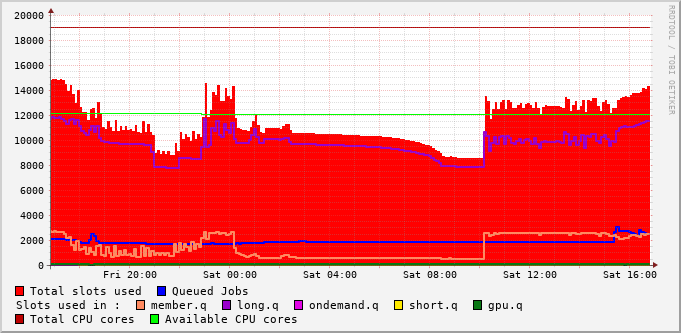 RRDTOOL / TOBI OETIKER
20000
18000
16000
14000
12000
10000
8000
6000
4000
2000
0
Fri 20:00 Sat 00:00 Sat 04:00 Sat 08:00 Sat 12:00 Sat 16:00
Total slots used Queued Jobs
Slots used in : member.q long.q ondemand.q short.q gpu.q
Total CPU cores Available CPU cores